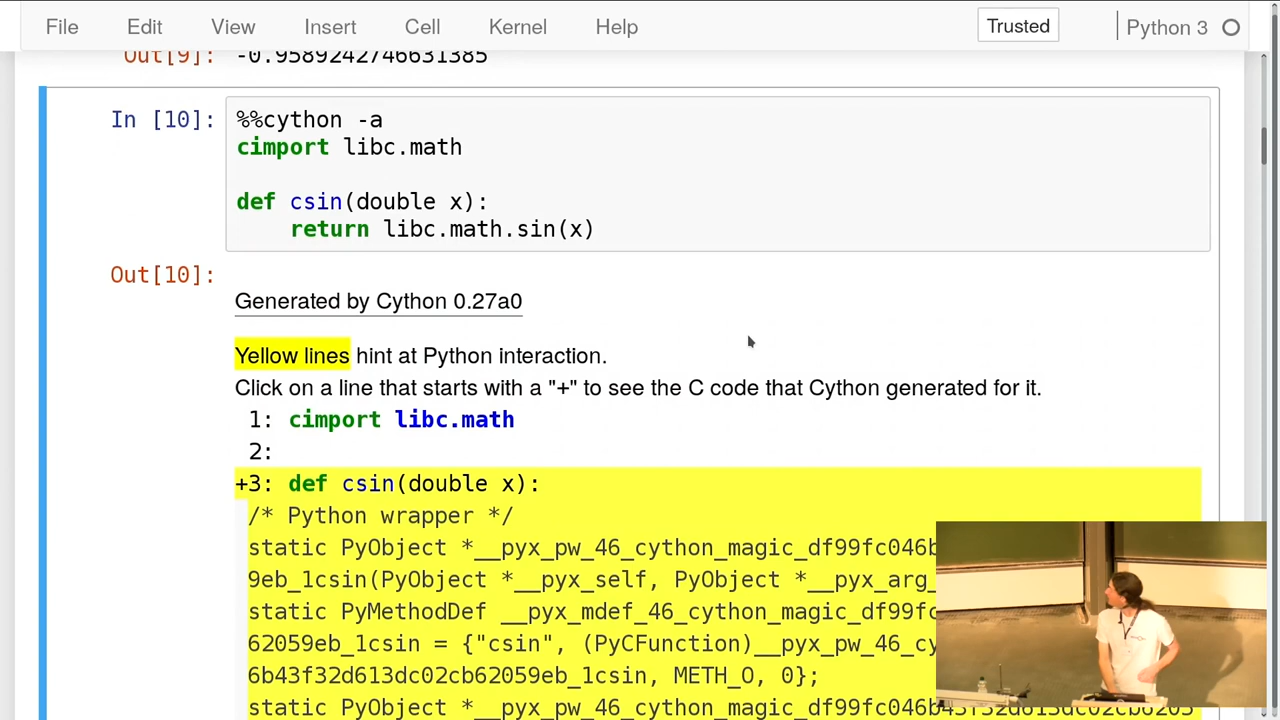 File Edit View Insert Cell Kernel Help Trusted Python 3
Out[9]: -0.9589242746631385
In [10]: %%cython -a
cimport libc.math
def csin(double x):
return libc.math.sin(x)
Out[10]:
Generated by Cython 0.27a0
Yellow lines hint at Python interaction.
Click on a line that starts with a "+" to see the C code that Cython generated for it.
1: cimport libc.math
2:
+3: def csin(double x):
/* Python wrapper */
static PyObject *__pyx_pw_46_cython_magic_df99fc046b
9eb_1csin(PyObject *__pyx_self, PyObject *__pyx_arg_
static PyMethodDef __pyx_mdef_46_cython_magic_df99fc
62059eb_1csin = {"csin", (PyCFunction)__pyx_pw_46_cy
6b43f32d613dc02cb62059eb_1csin, METH_O, 0};
static PyObject *__pyx_pw_46_cython_magic_df99fc046b43f32d613dc02cb6205